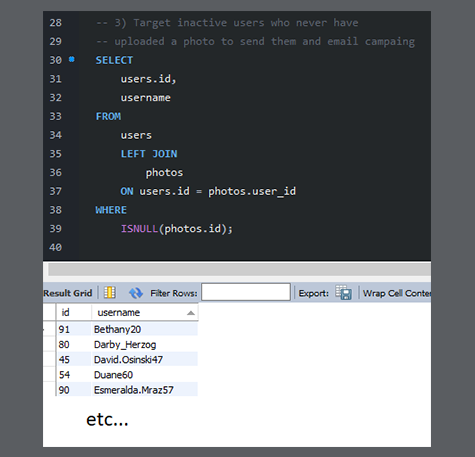 28 -- 3) Target inactive users who never have
29 -- uploaded a photo to send them and email campaing
30 SELECT
31 users.id,
32 username
33 FROM
34 users
35 LEFT JOIN
36 photos
37 ON users.id = photos.user_id
38 WHERE
39 ISNULL(photos.id);
40
Result Grid Filter Rows: Export: Wrap Cell Conter
id username
91 Bethany20
80 Darby_Herzog
45 David.Osinski47
54 Duane60
90 Esmeralda.Mraz57
etc...